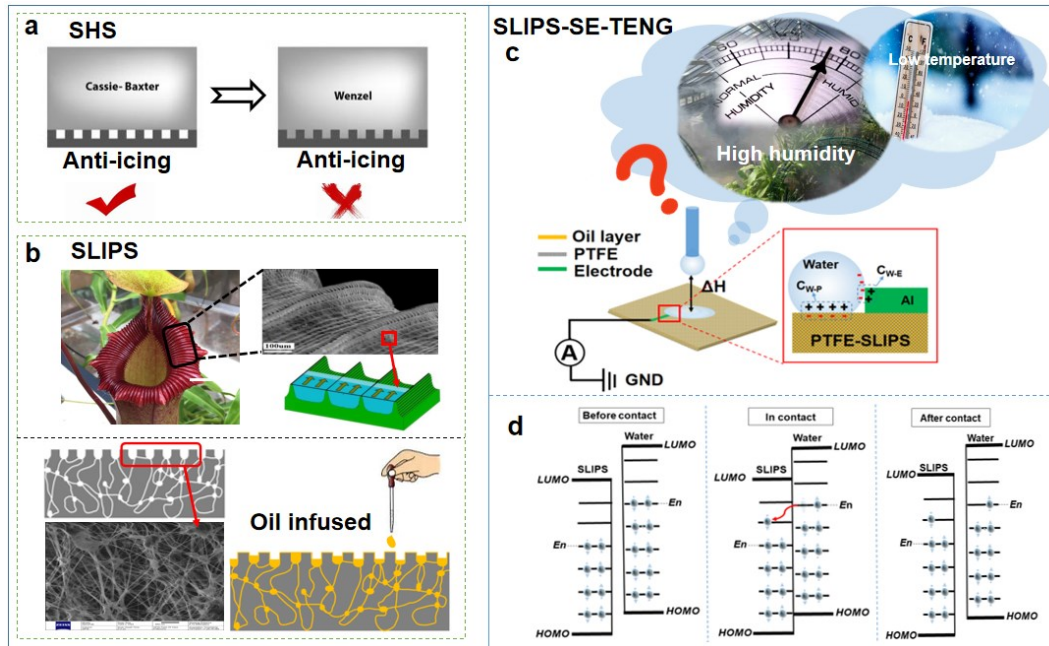 a
SHS
Cassie- Baxter
Wenzel
Anti-icing
Anti-icing
b
SLIPS
100um
Oil infused
SLIPS-SE-TENG
c
60
80
NORMAL
HUMIDITY
HUMID
High humidity
°C
°F
Low temperature
?
Oil layer
PTFE
Electrode
ΔH
A
GND
Water
C W-E
C W-P
+ + + +
- - - -
Al
PTFE-SLIPS
d
Before contact
In contact
After contact
Water
LUMO
SLIPS
LUMO
En
En
HOMO
HOMO
Water
LUMO
SLIPS
LUMO
En
En
HOMO
HOMO
Water
LUMO
SLIPS
LUMO
En
En
HOMO
HOMO